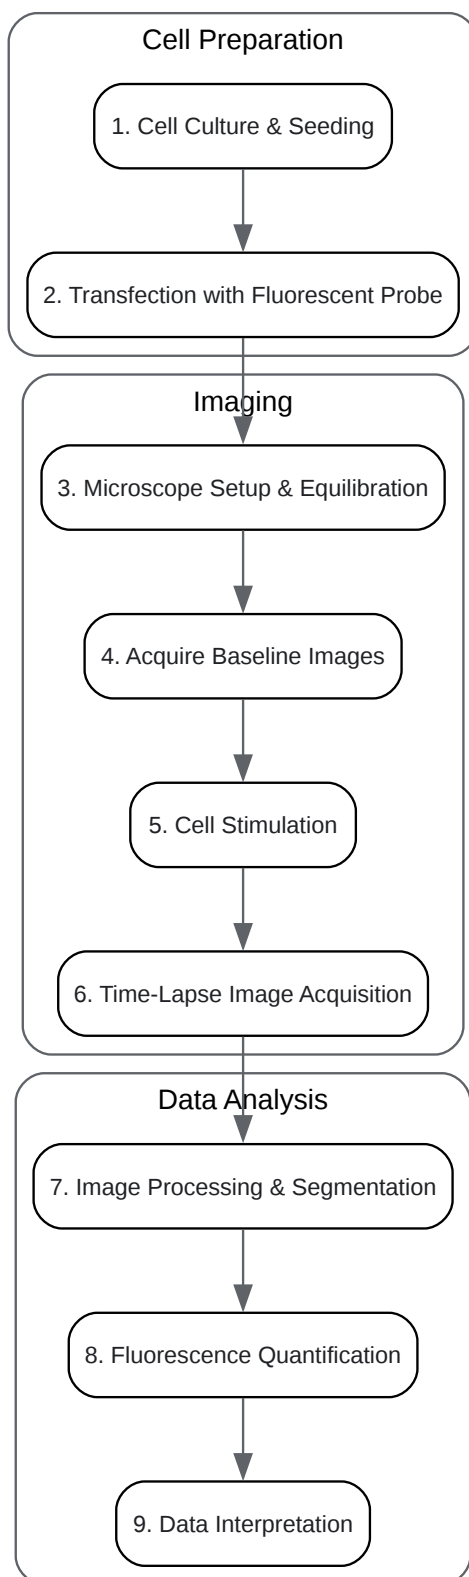 Cell Preparation
1. Cell Culture & Seeding
2. Transfection with Fluorescent Probe
Imaging
3. Microscope Setup & Equilibration
4. Acquire Baseline Images
5. Cell Stimulation
6. Time-Lapse Image Acquisition
Data Analysis
7. Image Processing & Segmentation
8. Fluorescence Quantification
9. Data Interpretation